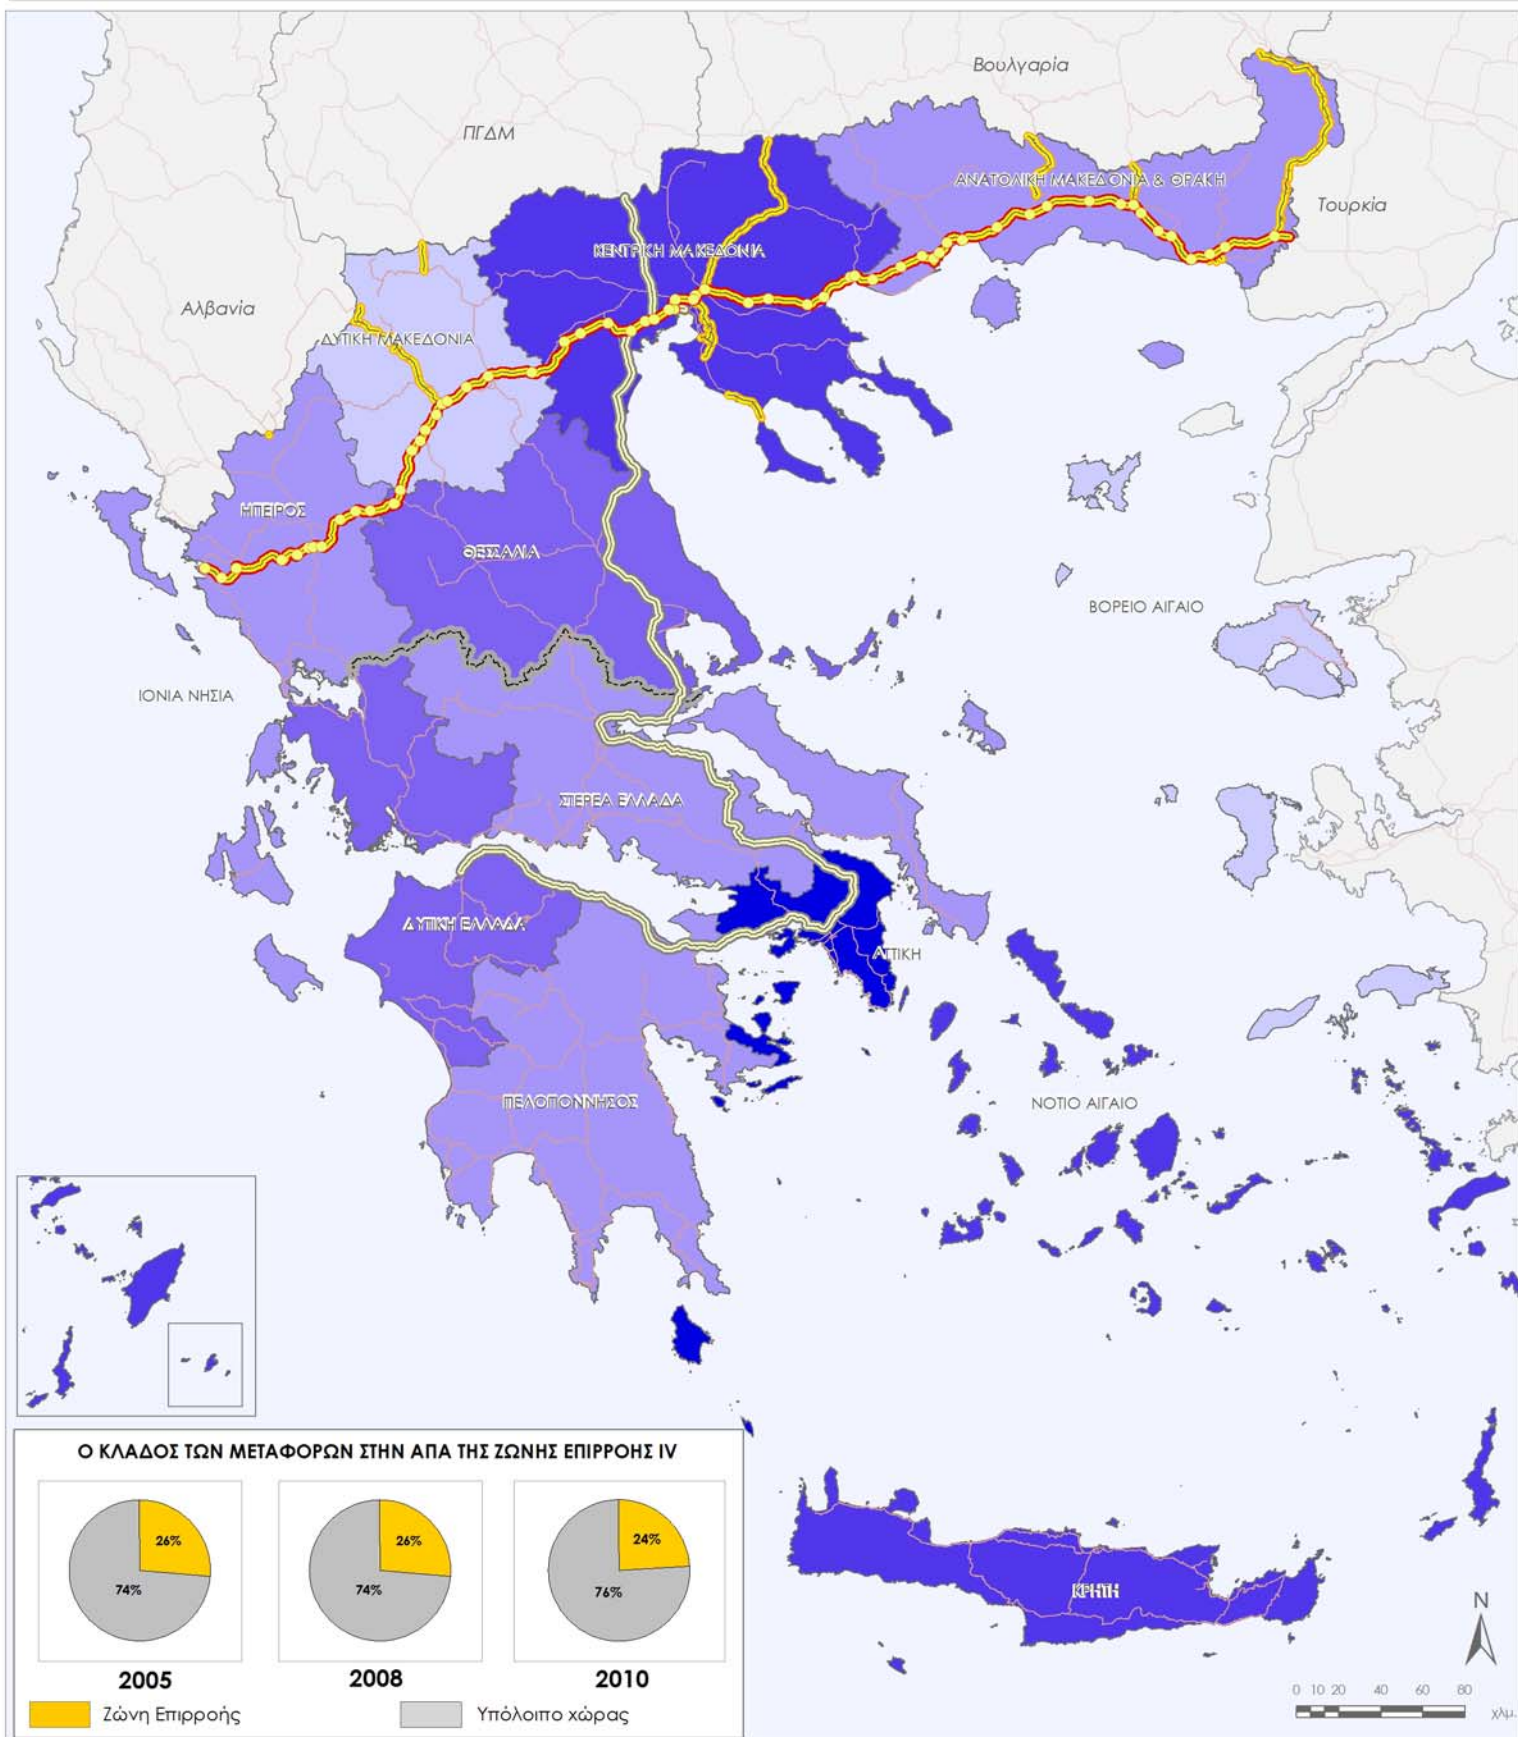 Βουλγαρία
ΠΓΔΜ
ΑΝΑΤΟΛΙΚΗ ΜΑΚΕΔΟΝΙΑ & ΘΡΑΚΗ
Τουρκία
ΚΕΝΤΡΙΚΗ ΜΑΚΕΔΟΝΙΑ
Αλβανία
ΔΥΤΙΚΗ ΜΑΚΕΔΟΝΙΑ
ΗΠΕΙΡΟΣ
ΘΕΣΣΑΛΙΑ
ΒΟΡΕΙΟ ΑΙΓΑΙΟ
ΙΟΝΙΑ ΝΗΣΙΑ
ΣΤΕΡΕΑ ΕΛΛΑΔΑ
ΔΥΤΙΚΗ ΕΛΛΑΔΑ
ΑΤΤΙΚΗ
ΠΕΛΟΠΟΝΝΗΣΟΣ
ΝΟΤΙΟ ΑΙΓΑΙΟ
Ο ΚΛΑΔΟΣ ΤΩΝ ΜΕΤΑΦΟΡΩΝ ΣΤΗΝ ΑΠΑ ΤΗΣ ΖΩΝΗΣ ΕΠΙΡΡΟΗΣ IV
26% 26% 24%
74% 74% 76%
2005 2008 2010
Ζώνη Επιρροής Υπόλοιπο χώρας
ΚΡΗΤΗ
N
0 10 20 40 60 80
χλμ.